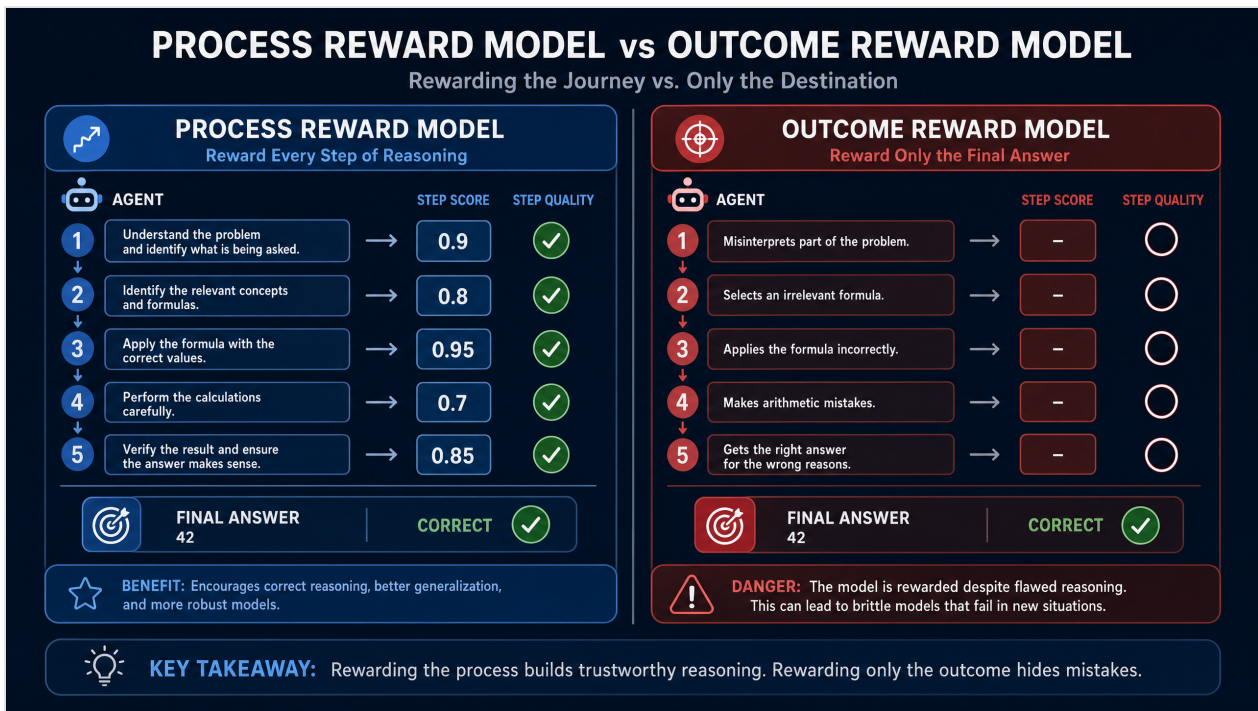 PROCESS REWARD MODEL vs OUTCOME REWARD MODEL
Rewarding the Journey vs. Only the Destination
PROCESS REWARD MODEL
Reward Every Step of Reasoning
AGENT
STEP SCORE
STEP QUALITY
1
Understand the problem
and identify what is being asked.
0.9
2
Identify the relevant concepts
and formulas.
0.8
3
Apply the formula with the
correct values.
0.95
4
Perform the calculations
carefully.
0.7
5
Verify the result and ensure
the answer makes sense.
0.85
FINAL ANSWER
42
CORRECT
BENEFIT: Encourages correct reasoning, better generalization,
and more robust models.
OUTCOME REWARD MODEL
Reward Only the Final Answer
AGENT
STEP SCORE
STEP QUALITY
1
Misinterprets part of the problem.
–
2
Selects an irrelevant formula.
–
3
Applies the formula incorrectly.
–
4
Makes arithmetic mistakes.
–
5
Gets the right answer
for the wrong reasons.
–
FINAL ANSWER
42
CORRECT
DANGER: The model is rewarded despite flawed reasoning.
This can lead to brittle models that fail in new situations.
KEY TAKEAWAY: Rewarding the process builds trustworthy reasoning. Rewarding only the outcome hides mistakes.